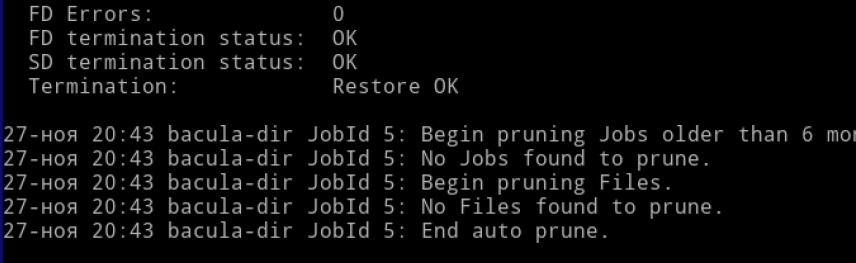 FD Errors: 0
FD termination status: OK
SD termination status: OK
Termination: Restore OK
27-ноя 20:43 bacula-dir JobId 5: Begin pruning Jobs older than 6
27-ноя 20:43 bacula-dir JobId 5: No Jobs found to prune.
27-ноя 20:43 bacula-dir JobId 5: Begin pruning Files.
27-ноя 20:43 bacula-dir JobId 5: No Files found to prune.
27-ноя 20:43 bacula-dir JobId 5: End auto prune.